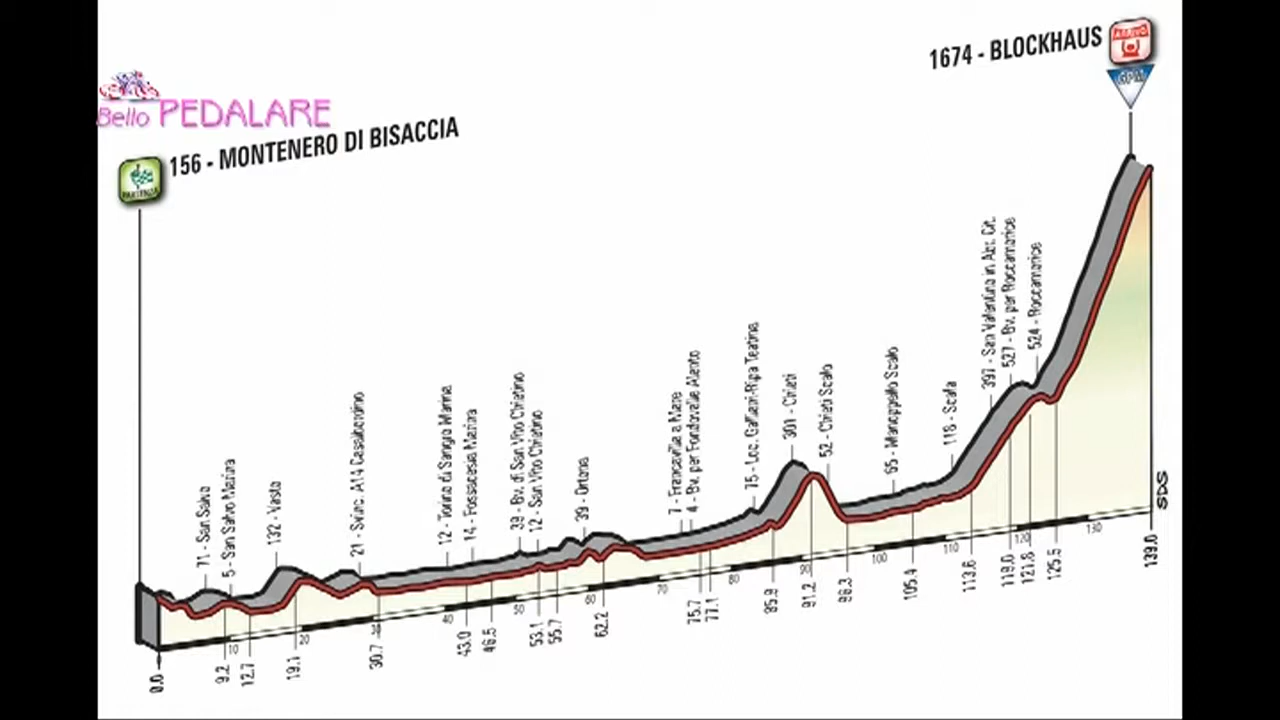 1674 - BLOCKHAUS
ARRIVO
GPM
Bello PEDALARE
156 - MONTENERO DI BISACCIA
PARTENZA
71 - San Salvo
5 - San Salvo Marina
132 - Vasto
21 - Svinc. A14 Casalbordino
12 - Torino di Sangro Marina
14 - Fossacesia Marina
39 - Bv. di San Vito Chietino
12 - San Vito Chietino
39 - Ortona
7 - Francavilla a Mare
4 - Bv. per Fondovalle Alento
75 - Loc. Ripa Teatina
301 - Chieti
52 - Chieti Scalo
Manoppello Scalo
118 - Scafa
397 - San Valentino in Abr. Cit.
527 - Bv. per Roccamorice
524 - Roccamorice
SDS
10
20
30
40
50
60
70
80
90
100
110
120
130
0.0
9.2
12.7
19.1
30.7
43.0
46.5
53.1
55.7
62.2
75.7
77.1
85.9
91.2
96.3
105.4
113.6
119.0
121.8
125.5
139.0